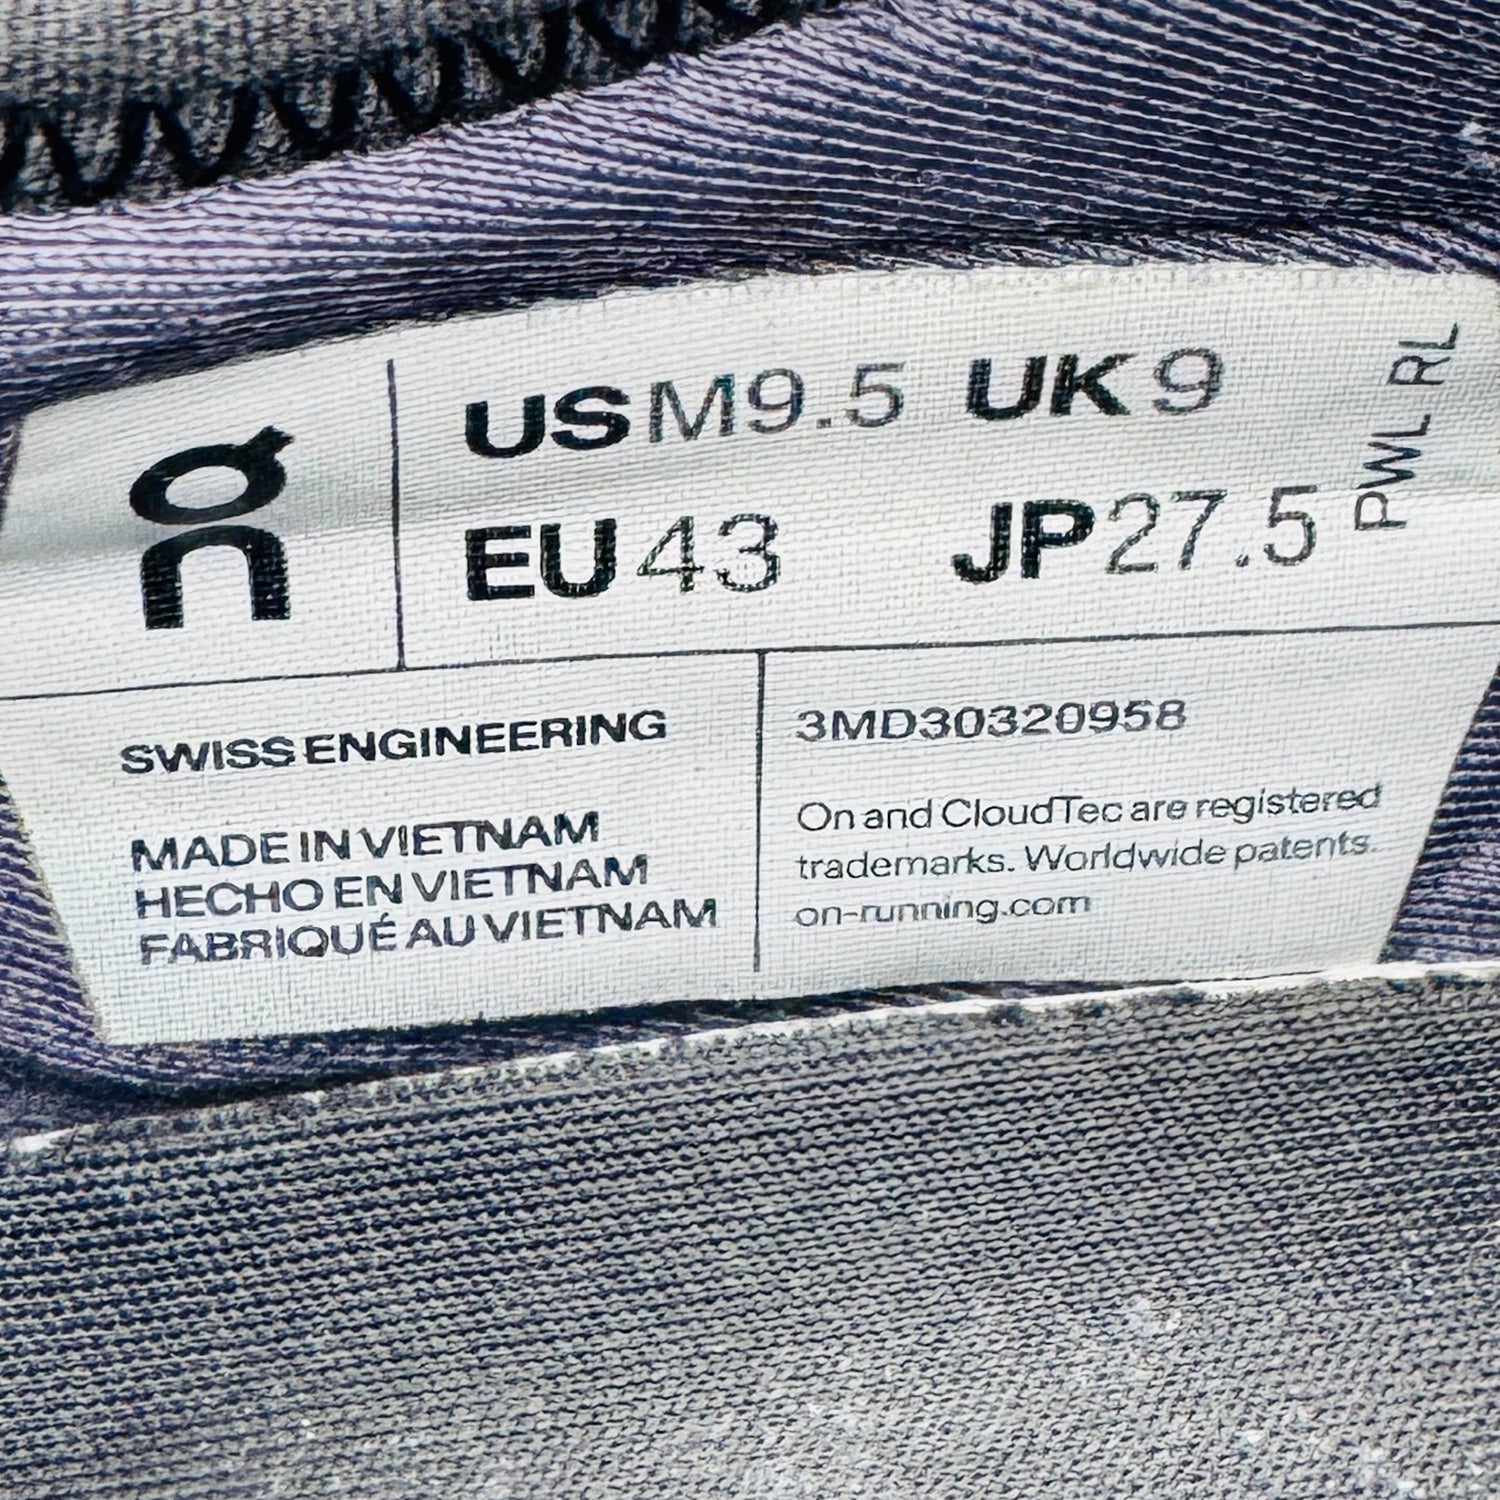 on
USM9.5 UK9
EU43 JP27.5
PWL RL
SWISS ENGINEERING
MADE IN VIETNAM
HECHO EN VIETNAM
FABRIQUÉ AU VIETNAM
3MD30320958
On and CloudTec are registered
trademarks. Worldwide patents.
on-running.com